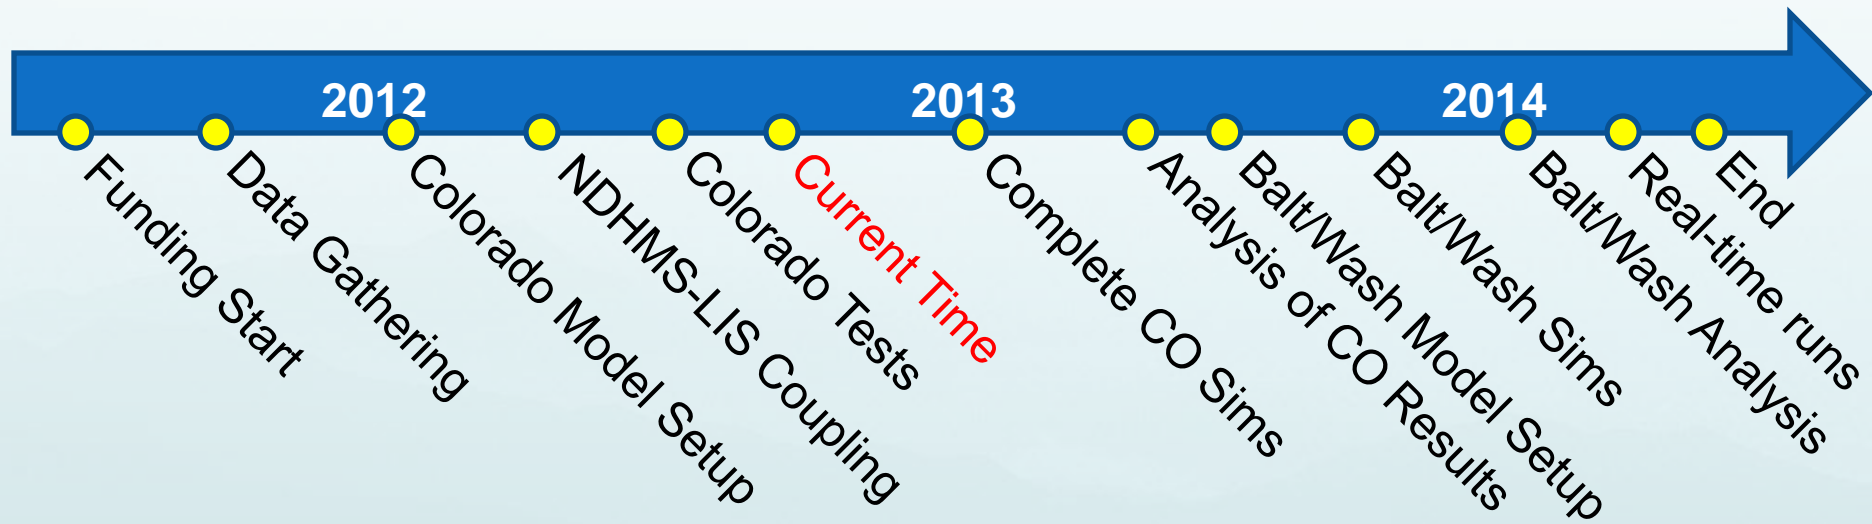 2012
2013
2014
Funding Start
Data Gathering
Colorado Model Setup
NDHMS-LIS Coupling
Colorado Tests
Current Time
Complete CO Sims
Analysis of CO Results
Balt/Wash Model Setup
Balt/Wash Sims
Balt/Wash Analysis
Real-time runs
End